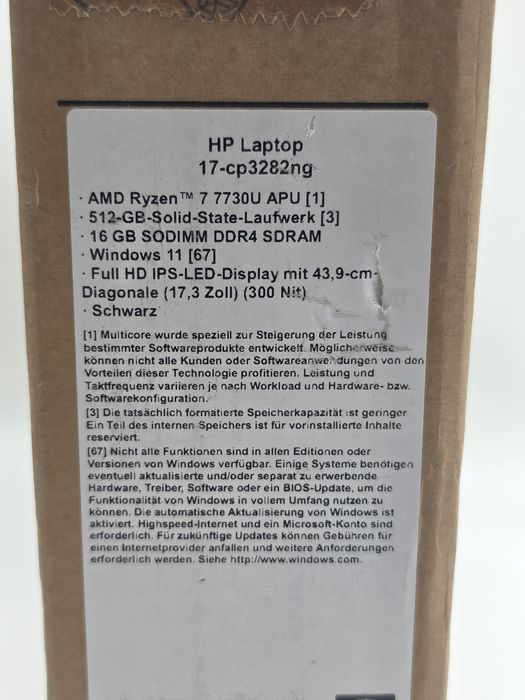 HP Laptop
17-cp3282ng
· AMD Ryzen™ 7 7730U APU [1]
· 512-GB-Solid-State-Laufwerk [3]
· 16 GB SODIMM DDR4 SDRAM
· Windows 11 [67]
· Full HD IPS-LED-Display mit 43,9-cm-
Diagonale (17,3 Zoll) (300 Nit)
· Schwarz
[1] Multicore wurde speziell zur Steigerung der Leistung
bestimmter Softwareprodukte entwickelt. Möglicherweise
können nicht alle Kunden oder Softwareanwendungen von den
Vorteilen dieser Technologie profitieren. Leistung und
Taktfrequenz variieren je nach Workload und Hardware- bzw.
Softwarekonfiguration.
[3] Die tatsächlich formatierte Speicherkapazität ist geringer
Ein Teil des internen Speichers ist für vorinstallierte Inhalte
reserviert.
[67] Nicht alle Funktionen sind in allen Editionen oder
Versionen von Windows verfügbar. Einige Systeme benötigen
eventuell aktualisierte und/oder separat zu erwerbende
Hardware, Treiber, Software oder ein BIOS-Update, um die
Funktionalität von Windows in vollem Umfang nutzen zu
können. Die automatische Aktualisierung von Windows ist
aktiviert. Highspeed-Internet und ein Microsoft-Konto sind
erforderlich. Für zukünftige Updates können Gebühren für
einen Internetprovider anfallen und weitere Anforderungen
erforderlich werden. Siehe http://www.windows.com.